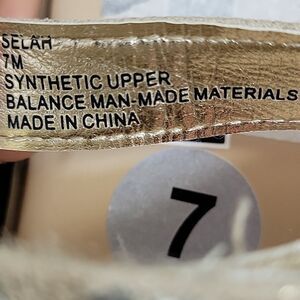 SELAH
7M
SYNTHETIC UPPER
BALANCE MAN-MADE MATERIALS
MADE IN CHINA
7